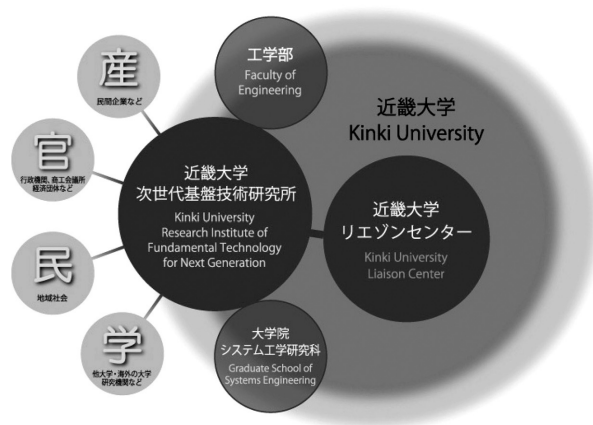 産
民間企業など
官
行政機関、商工会議所
経済団体など
民
地域社会
学
他大学・海外の大学
研究機関など
工学部
Faculty of
Engineering
近畿大学
次世代基盤技術研究所
Kinki University
Research Institute of
Fundamental Technology
for Next Generation
大学院
システム工学研究科
Graduate School of
Systems Engineering
近畿大学
Kinki University
近畿大学
リエゾンセンター
Kinki University
Liaison Center